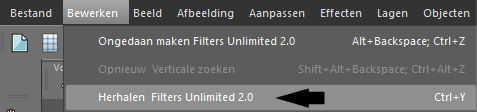 Bestand Bewerken Beeld Afbeelding Aanpassen Effecten Lagen Objecten
Ongedaan maken Filters Unlimited 2.0 Alt+Backspace; Ctrl+Z
Opnieuw Verticale zoeken Shift+Alt+Backspace; Ctrl+Alt+Z
Herhalen Filters Unlimited 2.0 Ctrl+Y